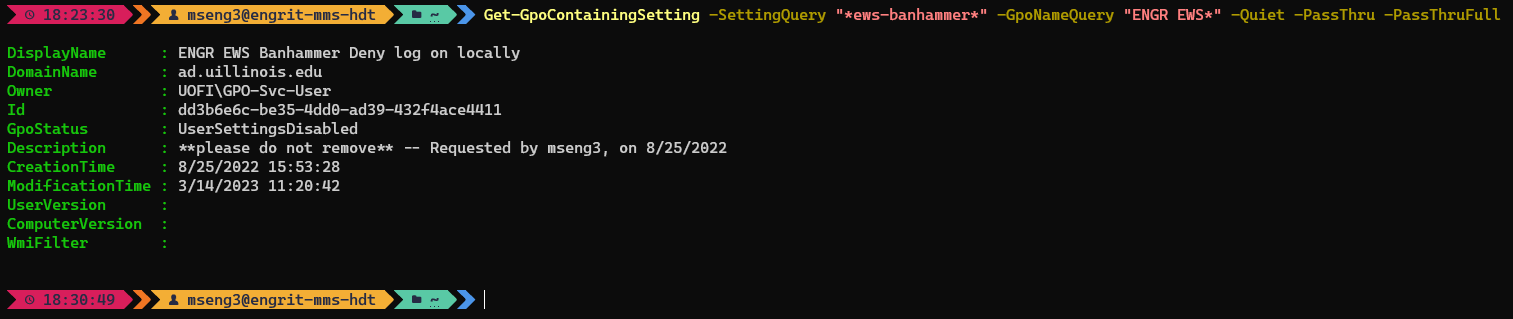 18:23:30 mseng3@engrit-mms-hdt ~ Get-GpoContainingSetting -SettingQuery "*ews-banhammer*" -GpoNameQuery "ENGR EWS*" -Quiet -PassThru -PassThruFull
DisplayName : ENGR EWS Banhammer Deny log on locally
DomainName : ad.uillinois.edu
Owner : UOFI\GPO-Svc-User
Id : dd3b6e6c-be35-4dd0-ad39-432f4ace4411
GpoStatus : UserSettingsDisabled
Description : **please do not remove** -- Requested by mseng3, on 8/25/2022
CreationTime : 8/25/2022 15:53:28
ModificationTime : 3/14/2023 11:20:42
UserVersion :
ComputerVersion :
WmiFilter :
18:30:49 mseng3@engrit-mms-hdt ~